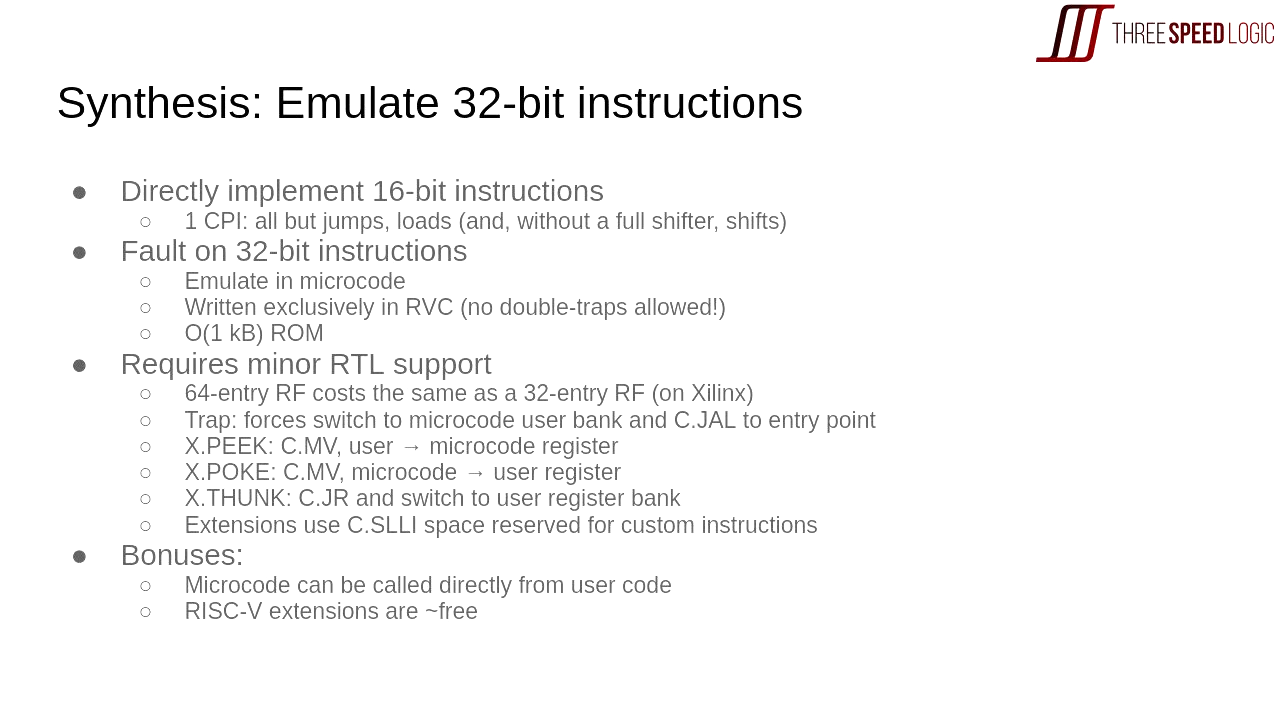 THREE SPEED LOGIC
Synthesis: Emulate 32-bit instructions
● Directly implement 16-bit instructions
○ 1 CPI: all but jumps, loads (and, without a full shifter, shifts)
● Fault on 32-bit instructions
○ Emulate in microcode
○ Written exclusively in RVC (no double-traps allowed!)
○ O(1 kB) ROM
● Requires minor RTL support
○ 64-entry RF costs the same as a 32-entry RF (on Xilinx)
○ Trap: forces switch to microcode user bank and C.JAL to entry point
○ X.PEEK: C.MV, user → microcode register
○ X.POKE: C.MV, microcode → user register
○ X.THUNK: C.JR and switch to user register bank
○ Extensions use C.SLLI space reserved for custom instructions
● Bonuses:
○ Microcode can be called directly from user code
○ RISC-V extensions are ~free